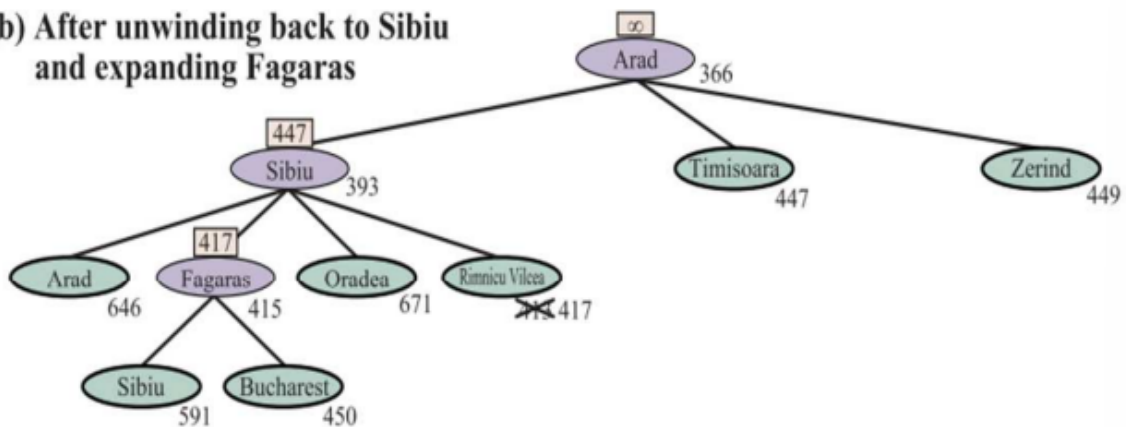 b) After unwinding back to Sibiu
and expanding Fagaras
∞
Arad
366
447
Sibiu
393
Timisoara
447
Zerind
449
Arad
646
417
Fagaras
415
Oradea
671
Rimnicu Vilcea
413 417
Sibiu
591
Bucharest
450